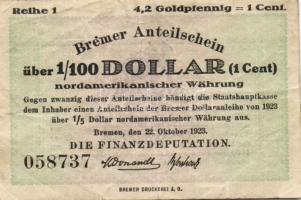 Reihe 1 4,2 Goldpfennig = 1 Cent.
Bremer Anteilschein
über 1/100 DOLLAR (1 Cent)
nordamerikanischer Währung
Gegen zwanzig dieser Anteilscheine händigt die Staatshauptkasse
dem Inhaber einen Anteilschein der Bremer Dollaranleihe von 1923
über 1/5 Dollar nordamerikanischer Währung aus.
Bremen, den 22. Oktober 1923.
DIE FINANZDEPUTATION.
058737
BREMER DRUCKEREI A. G.